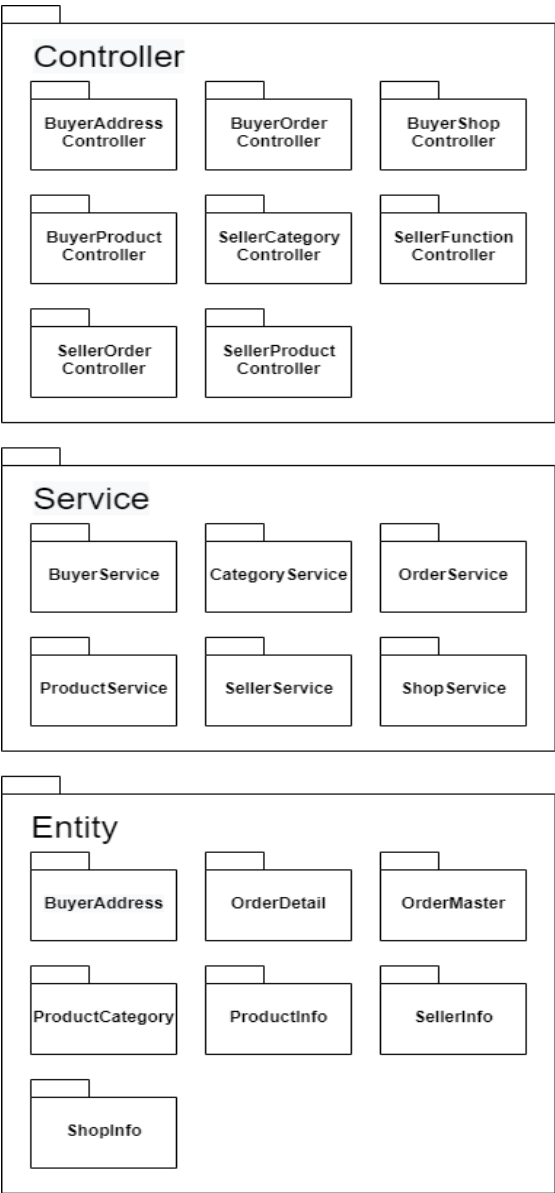 Controller
BuyerAddress
Controller
BuyerOrder
Controller
BuyerShop
Controller
BuyerProduct
Controller
SellerCategory
Controller
SellerFunction
Controller
SellerOrder
Controller
SellerProduct
Controller
Service
BuyerService
CategoryService
OrderService
ProductService
SellerService
ShopService
Entity
BuyerAddress
OrderDetail
OrderMaster
ProductCategory
ProductInfo
SellerInfo
ShopInfo